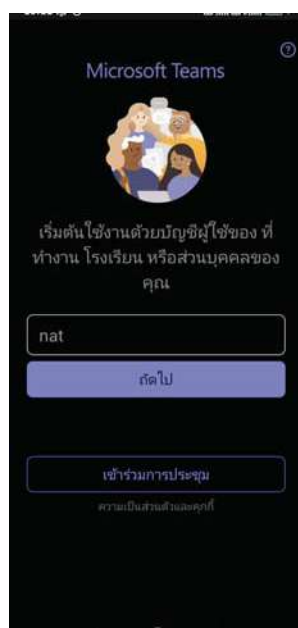 Microsoft Teams
เริ่มต้นใช้งานด้วยบัญชีผู้ใช้ของ ที่
ทำงาน โรงเรียน หรือส่วนบุคคลของ
คุณ
nat
ถัดไป
เข้าร่วมการประชุม
ความเป็นส่วนตัวและคุกกี้